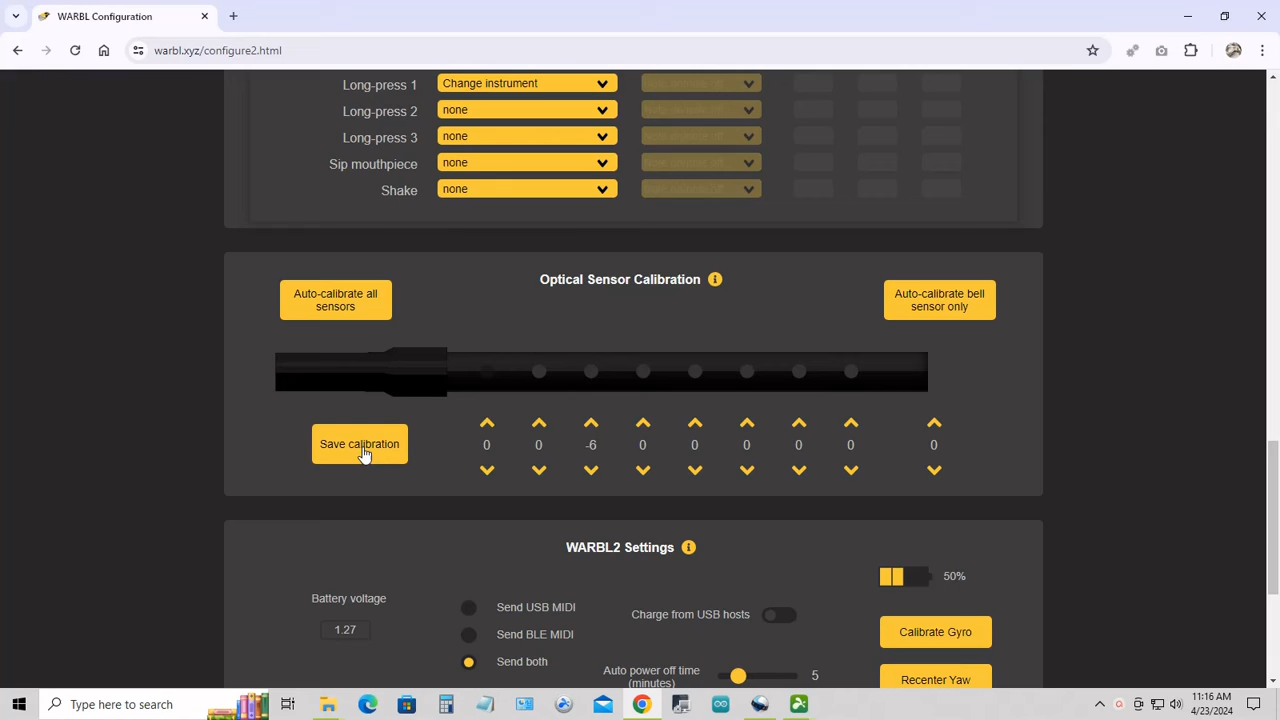 WARBL Configuration
warbl.xyz/configure2.html
Long-press 1 Change instrument
Long-press 2 none
Long-press 3 none
Sip mouthpiece none
Shake none
Optical Sensor Calibration
Auto-calibrate all
sensors
Auto-calibrate bell
sensor only
Save calibration
0 0 -6 0 0 0 0 0 0
WARBL2 Settings
50%
Battery voltage
1.27
Send USB MIDI
Send BLE MIDI
Send both
Charge from USB hosts
Auto power off time
(minutes)
5
Calibrate Gyro
Recenter Yaw
Type here to search
11:16 AM
4/23/2024